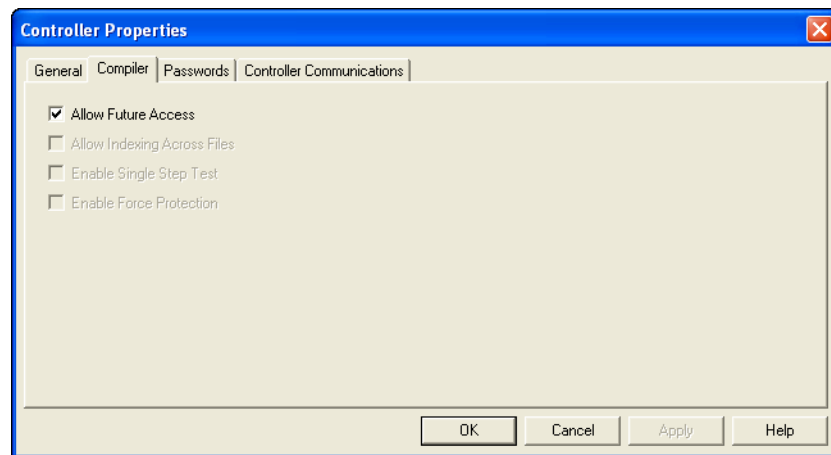 Controller Properties
General Compiler Passwords Controller Communications
Allow Future Access
Allow Indexing Across Files
Enable Single Step Test
Enable Force Protection
OK Cancel Apply Help